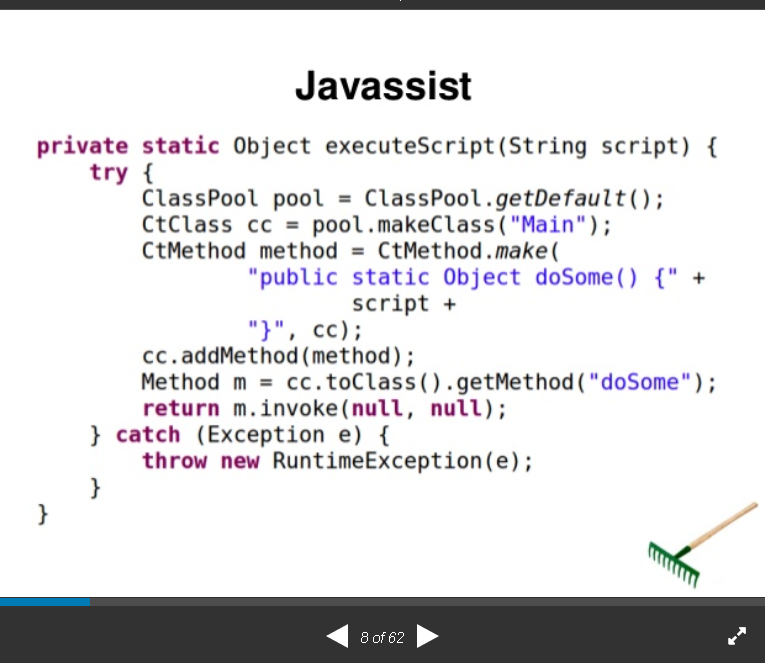 Javassist
private static Object executeScript(String script) {
try {
ClassPool pool = ClassPool.getDefault();
CtClass cc = pool.makeClass("Main");
CtMethod method = CtMethod.make(
"public static Object doSome() {" +
script +
"}", cc);
cc.addMethod(method);
Method m = cc.toClass().getMethod("doSome");
return m.invoke(null, null);
} catch (Exception e) {
throw new RuntimeException(e);
}
}
8 of 62